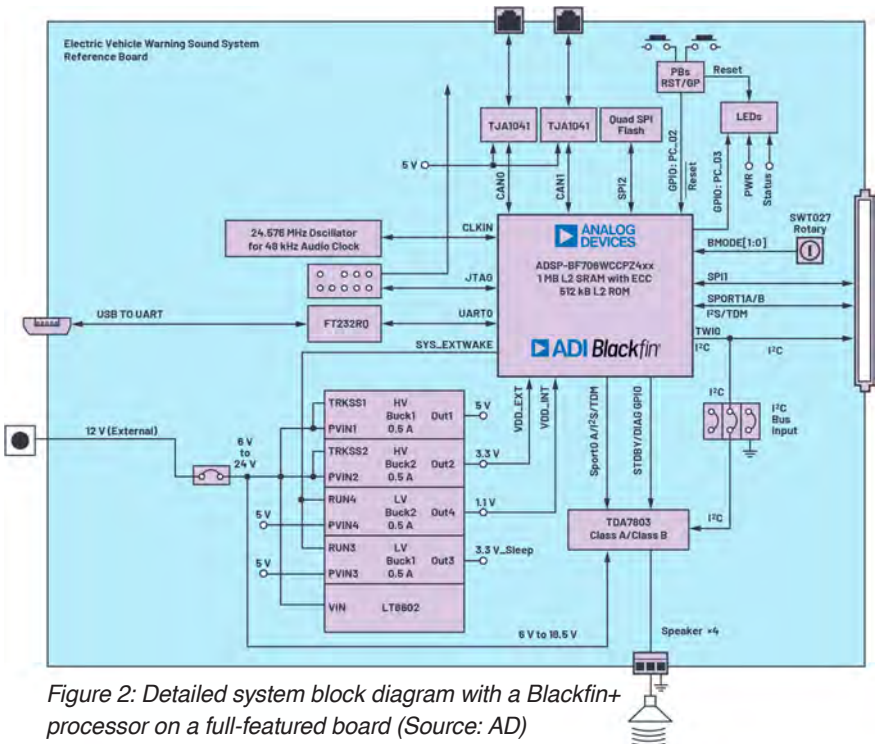 Electric Vehicle Warning Sound System
Reference Board
PBs
RST/GP
Reset
LEDs
TJA1041
TJA1041
Quad SPI
Flash
5 V
CAN0
CAN1
SPI2
GPIO: PC_02
Reset
GPIO: PC_03
PWR
Status
SWT027
Rotary
24.576 MHz Oscillator
for 48 kHz Audio Clock
CLKIN
ANALOG
DEVICES
ADSP-BF706WCCPZ4xx
1 MB L2 SRAM with ECC
512 kB L2 ROM
ADI Blackfin®
BMODE[1:0]
JTAG
SPI1
SPORT1A/B
I²S/TDM
USB TO UART
FT232RQ
UART0
SYS_EXTWAKE
TWI0
I²C
I²C
I²C
I²C
Bus
Input
12 V (External)
6 V
to
24 V
TRKSS1
HV
Buck1
0.5 A
Out1
PVIN1
5 V
TRKSS2
HV
Buck2
0.5 A
Out2
PVIN2
3.3 V
VDD_EXT
VDD_INT
RUN4
LV
Buck2
0.5 A
Out4
PVIN4
5 V
1.1 V
RUN3
LV
Buck1
0.5 A
Out3
PVIN3
5 V
3.3 V_Sleep
VIN
LT8602
Sport0 A/I²S/TDM
STDBY/DIAG GPIO
TDA7803
Class A/Class B
I²C
6 V to 18.5 V
Speaker ×4
Figure 2: Detailed system block diagram with a Blackfin+
processor on a full-featured board (Source: AD)